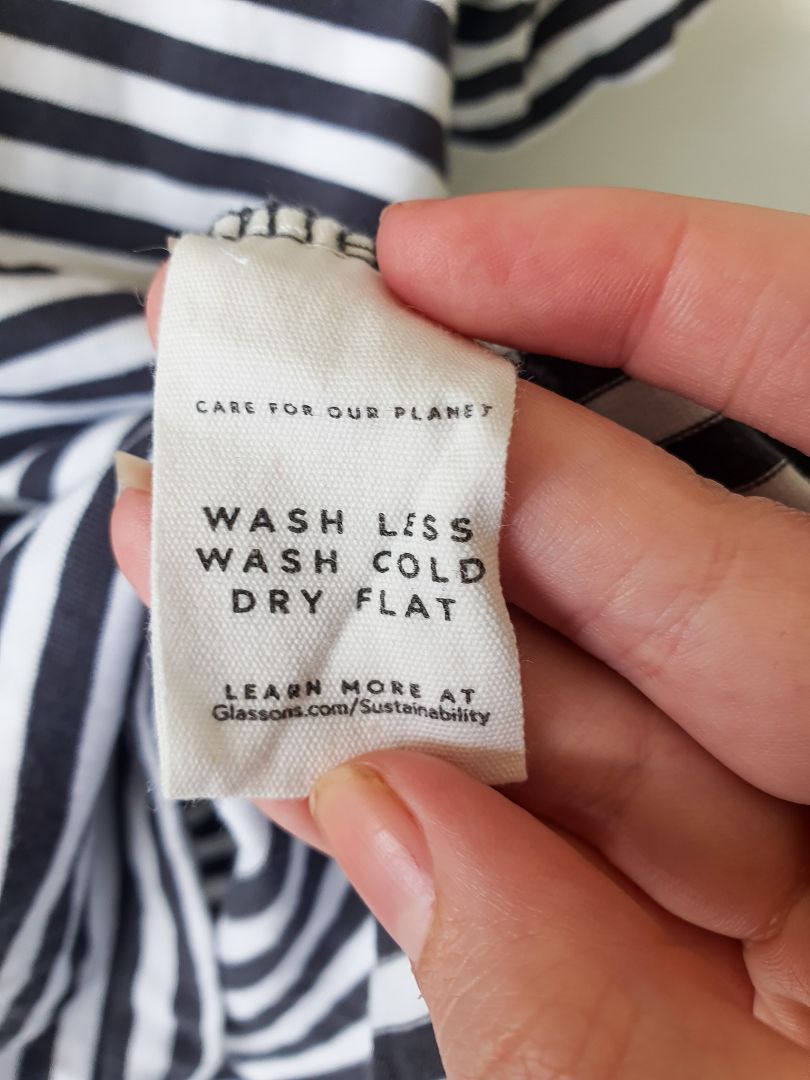 CARE FOR OUR PLANET
WASH LESS
WASH COLD
DRY FLAT
LEARN MORE AT
Glassons.com/Sustainability